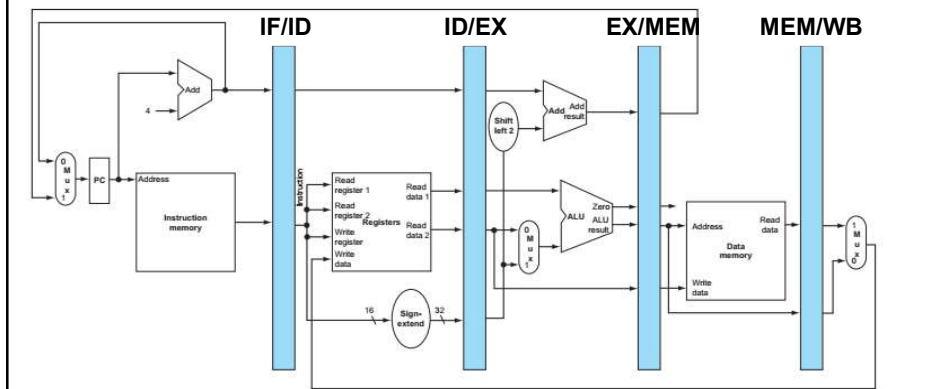 IF/ID
ID/EX
EX/MEM
MEM/WB
Add
4
0
M
u
x
1
PC
Address
Instruction
memory
Instruction
Read
register 1
Read
register 2
Registers
Write
register
Write
data
Read
data 1
Read
data 2
16
Sign-
extend
32
Shift
left 2
Add
Add
result
0
M
u
x
1
ALU
Zero
ALU
result
Address
Read
data
Data
memory
Write
data
1
M
u
x
0